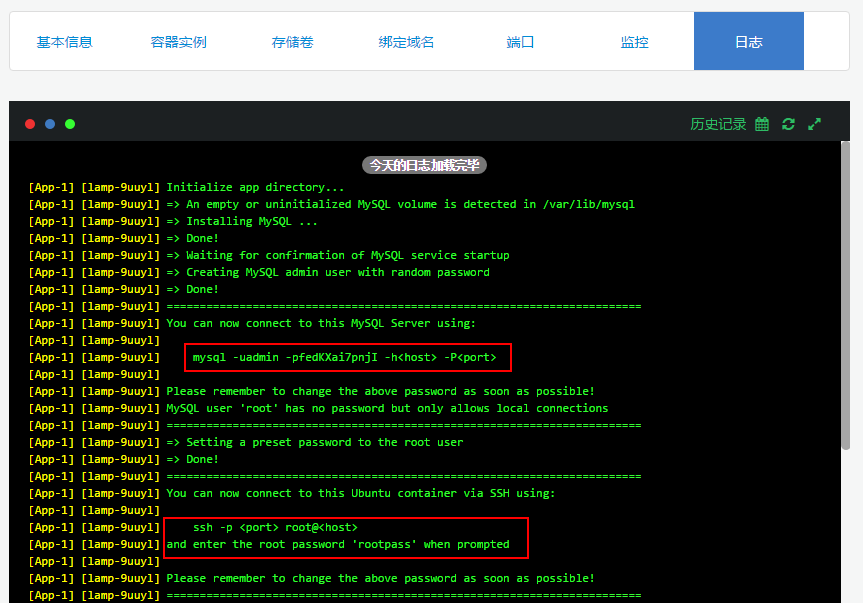 基本信息 容器实例 存储卷 绑定域名 端口 监控 日志
历史记录
今天的日志加载完毕
[App-1] [lamp-9uuyl] Initialize app directory...
[App-1] [lamp-9uuyl] => An empty or uninitialized MySQL volume is detected in /var/lib/mysql
[App-1] [lamp-9uuyl] => Installing MySQL ...
[App-1] [lamp-9uuyl] => Done!
[App-1] [lamp-9uuyl] => Waiting for confirmation of MySQL service startup
[App-1] [lamp-9uuyl] => Creating MySQL admin user with random password
[App-1] [lamp-9uuyl] => Done!
[App-1] [lamp-9uuyl] ========================================================================
[App-1] [lamp-9uuyl] You can now connect to this MySQL Server using:
[App-1] [lamp-9uuyl]
[App-1] [lamp-9uuyl] mysql -uadmin -pfedKXai7pnjI -h<host> -P<port>
[App-1] [lamp-9uuyl]
[App-1] [lamp-9uuyl] Please remember to change the above password as soon as possible!
[App-1] [lamp-9uuyl] MySQL user 'root' has no password but only allows local connections
[App-1] [lamp-9uuyl] ========================================================================
[App-1] [lamp-9uuyl] => Setting a preset password to the root user
[App-1] [lamp-9uuyl] => Done!
[App-1] [lamp-9uuyl] ========================================================================
[App-1] [lamp-9uuyl] You can now connect to this Ubuntu container via SSH using:
[App-1] [lamp-9uuyl]
[App-1] [lamp-9uuyl] ssh -p <port> root@<host>
[App-1] [lamp-9uuyl] and enter the root password 'rootpass' when prompted
[App-1] [lamp-9uuyl]
[App-1] [lamp-9uuyl] Please remember to change the above password as soon as possible!
[App-1] [lamp-9uuyl] ========================================================================